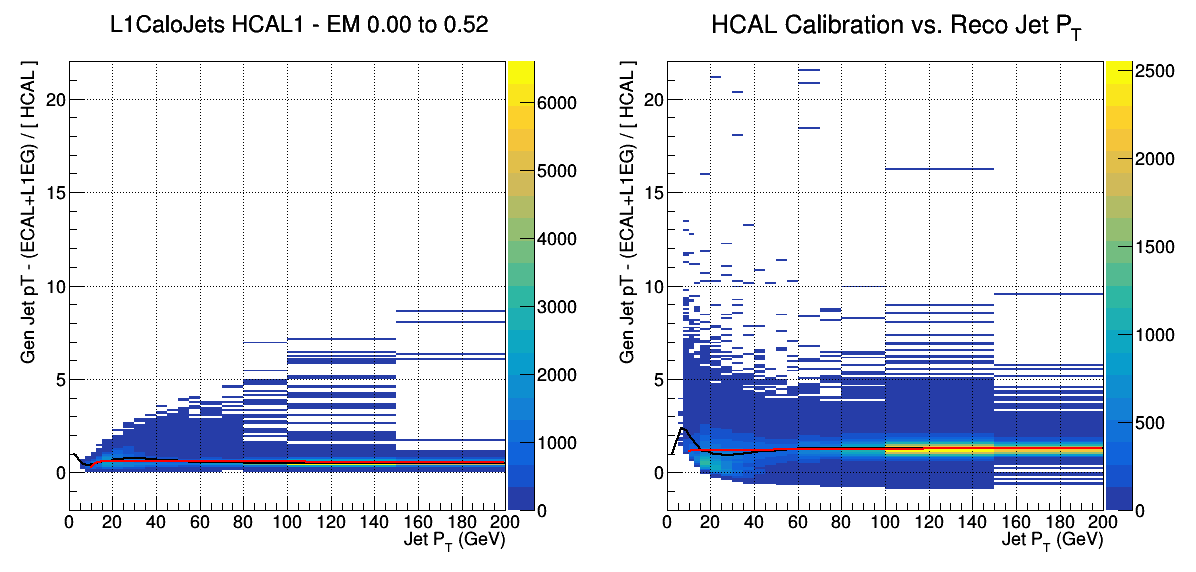 L1CaloJets HCAL1 - EM 0.00 to 0.52
Gen Jet pT - (ECAL+L1EG) / [ HCAL ]
20
15
10
5
0
0 20 40 60 80 100 120 140 160 180 200
Jet P_T (GeV)
6000
5000
4000
3000
2000
1000
0
HCAL Calibration vs. Reco Jet P_T
Gen Jet pT - (ECAL+L1EG) / [ HCAL ]
20
15
10
5
0
0 20 40 60 80 100 120 140 160 180 200
Jet P_T (GeV)
2500
2000
1500
1000
500
0